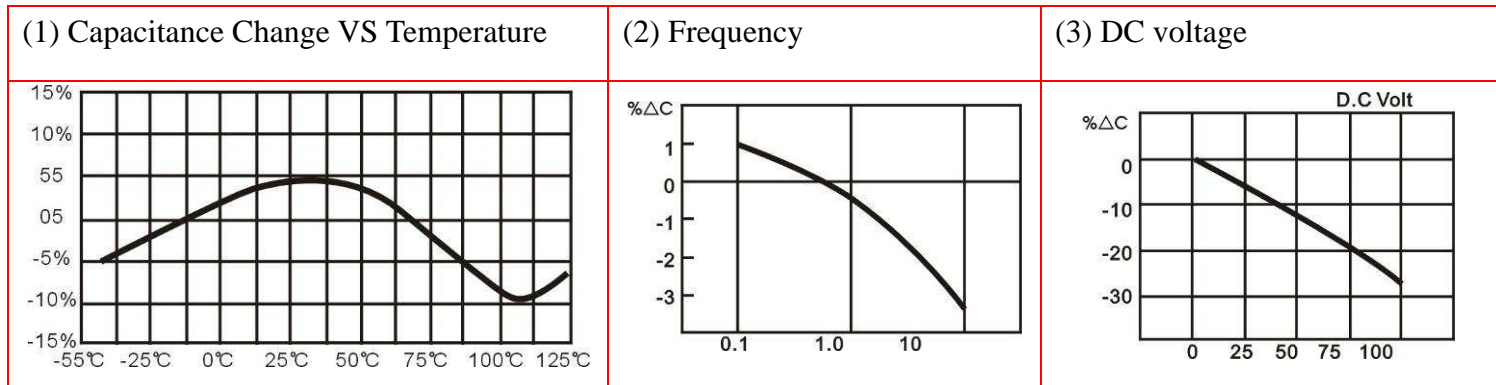 (1) Capacitance Change VS Temperature
(2) Frequency
(3) DC voltage
15%
10%
55
05
-5%
-10%
-15%
-55℃ -25℃ 0℃ 25℃ 50℃ 75℃ 100℃ 125℃
%△C
1
0
-1
-2
-3
0.1 1.0 10
D.C Volt
%△C
0
-10
-20
-30
0 25 50 75 100